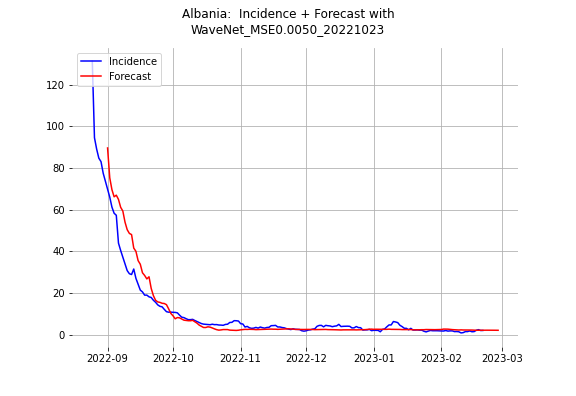 Albania:  Incidence + Forecast with
WaveNet_MSE0.0050_20221023
Incidence
Forecast
120
100
80
60
40
20
0
2022-09 2022-10 2022-11 2022-12 2023-01 2023-02 2023-03